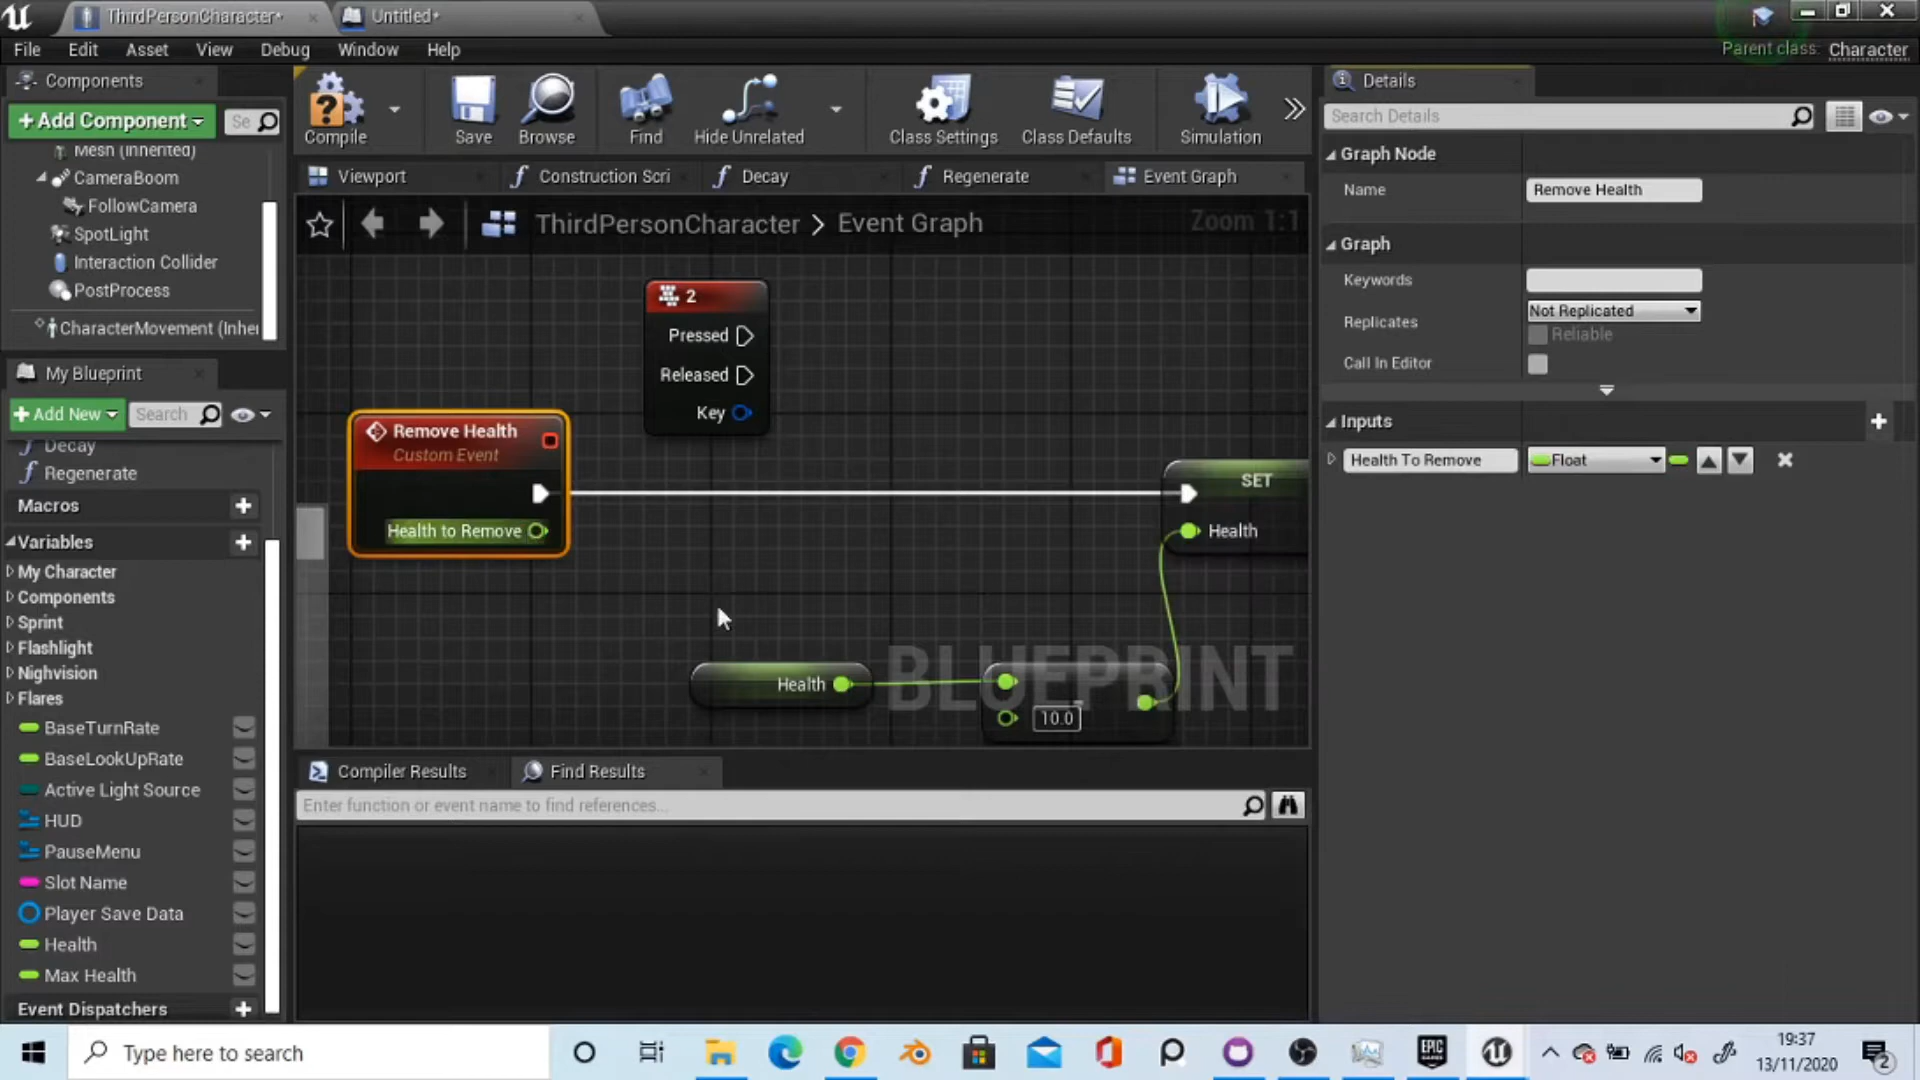 ThirdPersonCharacter*
Untitled*
File Edit Asset View Debug Window Help
Parent class: Character
Components
+ Add Component
Se
Mesh (Inherited)
CameraBoom
FollowCamera
SpotLight
Interaction Collider
PostProcess
CharacterMovement (Inher
Compile
Save
Browse
Find
Hide Unrelated
Class Settings
Class Defaults
Simulation
Viewport
Construction Scri
Decay
Regenerate
Event Graph
ThirdPersonCharacter > Event Graph
Zoom 1:1
2
Pressed
Released
Key
Remove Health
Custom Event
Health to Remove
SET
Health
Health
10.0
BLUEPRINT
My Blueprint
+ Add New
Search
Decay
Regenerate
Macros
Variables
My Character
Components
Sprint
Flashlight
Nighvision
Flares
BaseTurnRate
BaseLookUpRate
Active Light Source
HUD
PauseMenu
Slot Name
Player Save Data
Health
Max Health
Event Dispatchers
Compiler Results
Find Results
Enter function or event name to find references...
Details
Search Details
Graph Node
Name Remove Health
Graph
Keywords
Replicates Not Replicated
Reliable
Call In Editor
Inputs
Health To Remove Float
Type here to search
EPIC
GAMES
19:37
13/11/2020
2